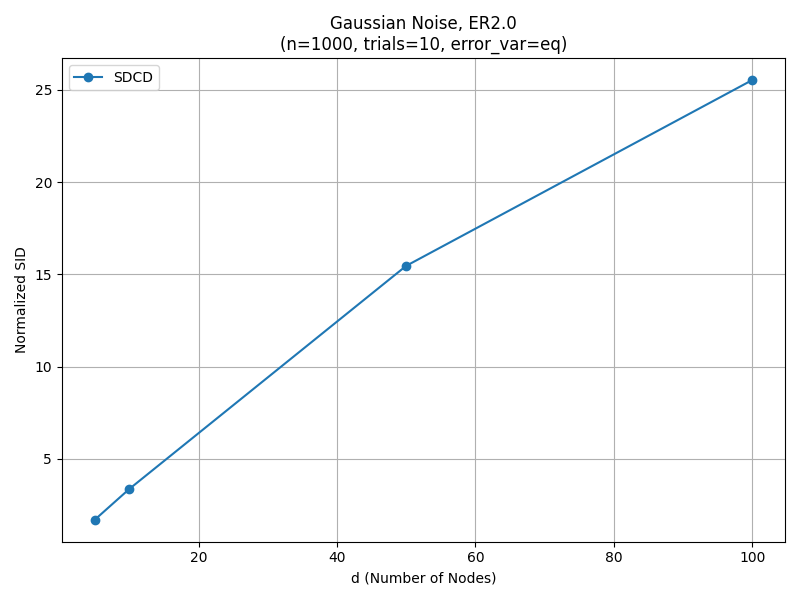 Gaussian Noise, ER2.0
(n=1000, trials=10, error_var=eq)
SDCD
25
20
15
10
5
Normalized SID
20 40 60 80 100
d (Number of Nodes)